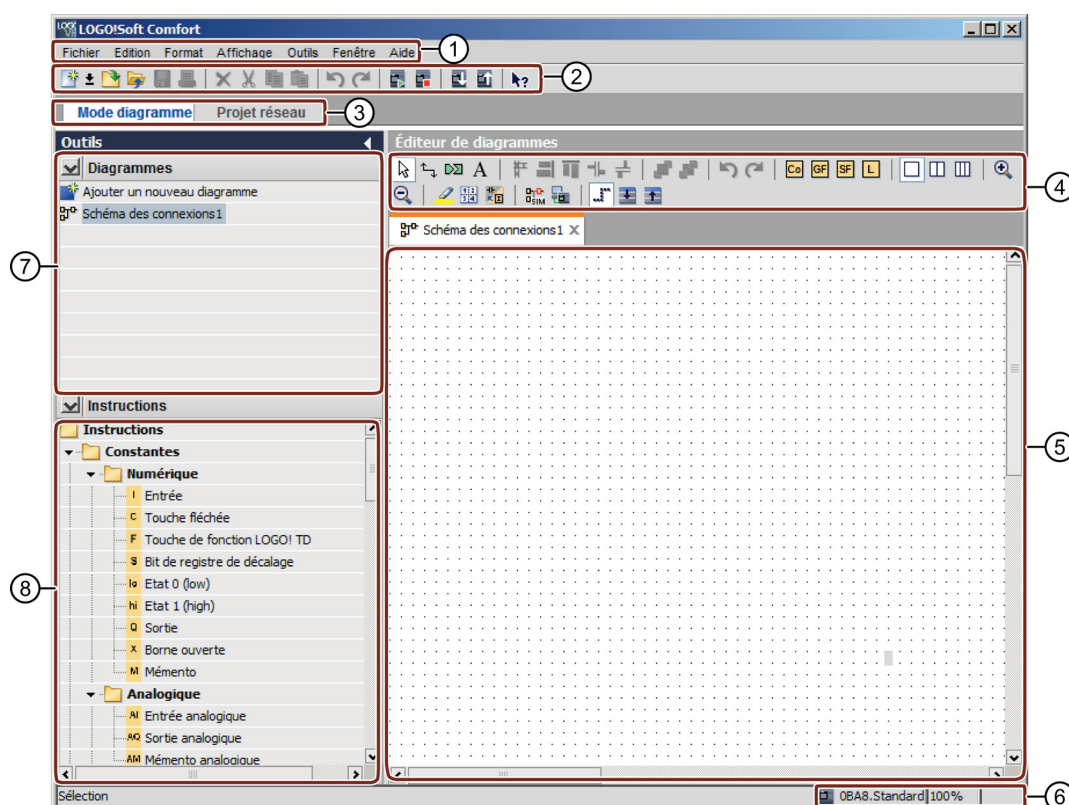 LOGO!Soft Comfort
Fichier Edition Format Affichage Outils Fenêtre Aide
1
2
Mode diagramme Projet réseau
3
Outils
Éditeur de diagrammes
Diagrammes
A
Co GF SF L
4
Ajouter un nouveau diagramme
SIM
Schéma des connexions1
Schéma des connexions1 X
7
Instructions
Instructions
Constantes
5
Numérique
I Entrée
C Touche fléchée
F Touche de fonction LOGO! TD
S Bit de registre de décalage
8
lo Etat 0 (low)
hi Etat 1 (high)
Q Sortie
X Borne ouverte
M Mémento
Analogique
AI Entrée analogique
AQ Sortie analogique
AM Mémento analogique
Sélection
0BA8.Standard 100%
6